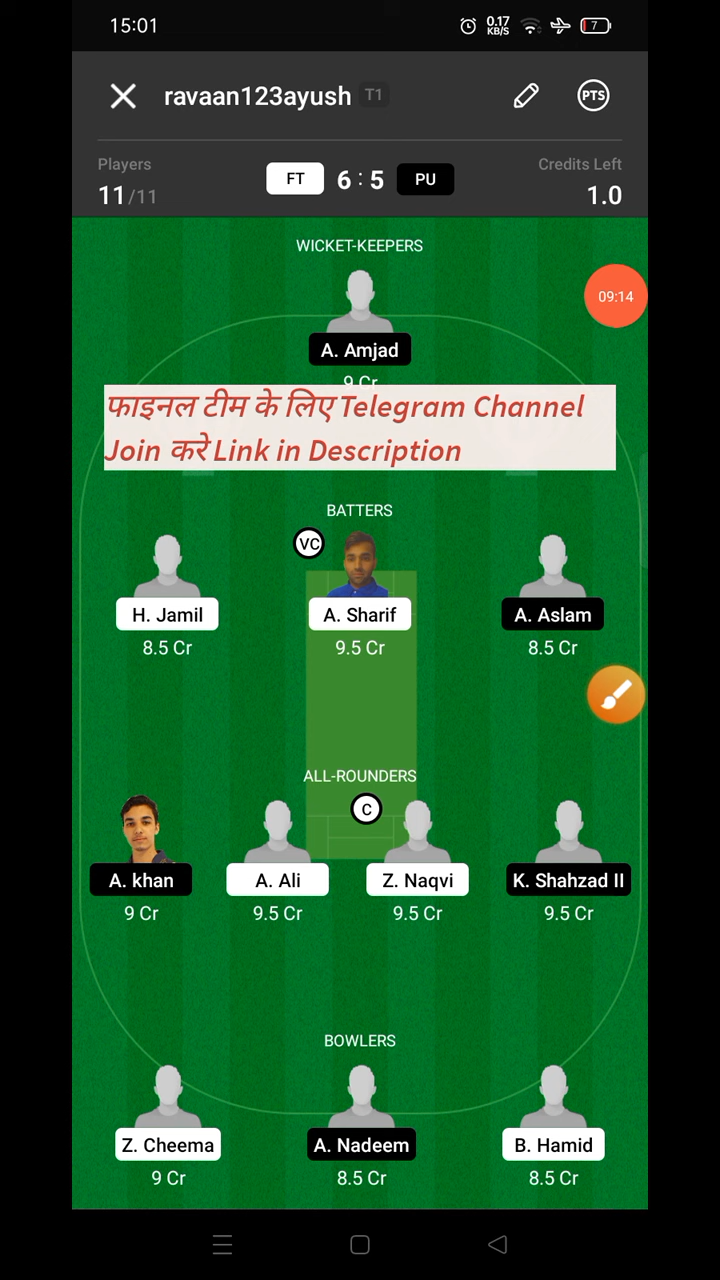 15:01
0.17
KB/S
7
ravaan123ayush T1
PTS
Players
11/11
FT 6 : 5 PU
Credits Left
1.0
WICKET-KEEPERS
09:14
A. Amjad
9 Cr
फाइनल टीम के लिए Telegram Channel
Join करे Link in Description
BATTERS
VC
H. Jamil A. Sharif A. Aslam
8.5 Cr 9.5 Cr 8.5 Cr
ALL-ROUNDERS
C
A. khan A. Ali Z. Naqvi K. Shahzad II
9 Cr 9.5 Cr 9.5 Cr 9.5 Cr
BOWLERS
Z. Cheema A. Nadeem B. Hamid
9 Cr 8.5 Cr 8.5 Cr